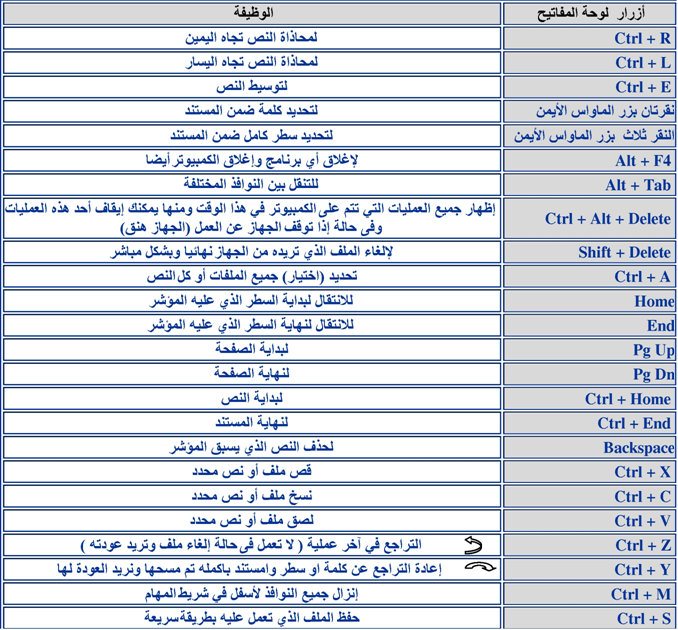 أزرار لوحة المفاتيح الوظيفة
Ctrl + R لمحاذاة النص تجاه اليمين
Ctrl + L لمحاذاة النص تجاه اليسار
Ctrl + E لتوسيط النص
نقرتان بزر الماواس الأيمن لتحديد كلمة ضمن المستند
النقر ثلاث بزر الماواس الأيمن لتحديد سطر كامل ضمن المستند
Alt + F4 لإغلاق أي برنامج وإغلاق الكمبيوتر أيضا
Alt + Tab للتنقل بين النوافذ المختلفة
Ctrl + Alt + Delete إظهار جميع العمليات التي تتم على الكمبيوتر في هذا الوقت ومنها يمكنك إيقاف أحد هذه العمليات
وفى حالة إذا توقف الجهاز عن العمل (الجهاز هنق)
Shift + Delete لإلغاء الملف الذي تريده من الجهاز نهائيا وبشكل مباشر
Ctrl + A تحديد (اختيار) جميع الملفات أو كل النص
Home للانتقال لبداية السطر الذي عليه المؤشر
End للانتقال لنهاية السطر الذي عليه المؤشر
Pg Up لبداية الصفحة
Pg Dn لنهاية الصفحة
Ctrl + Home لبداية النص
Ctrl + End لنهاية المستند
Backspace لحذف النص الذي يسبق المؤشر
Ctrl + X قص ملف أو نص محدد
Ctrl + C نسخ ملف أو نص محدد
Ctrl + V لصق ملف أو نص محدد
Ctrl + Z التراجع في آخر عملية ( لا تعمل فى حالة إلغاء ملف وتريد عودته )
Ctrl + Y إعادة التراجع عن كلمة او سطر وامستند باكمله تم مسحها ونريد العودة لها
Ctrl + M إنزال جميع النوافذ لأسفل في شريط المهام
Ctrl + S حفظ الملف الذي تعمل عليه بطريقة سريعة